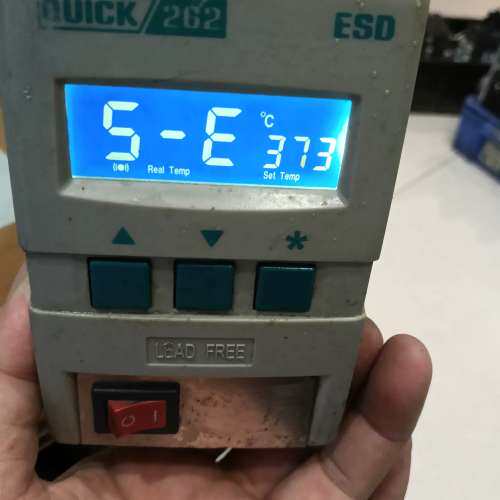 QUICK/262 ESD
S-E °C 373
Real Temp Set Temp
▲ ▼ *
LEAD FREE
O I